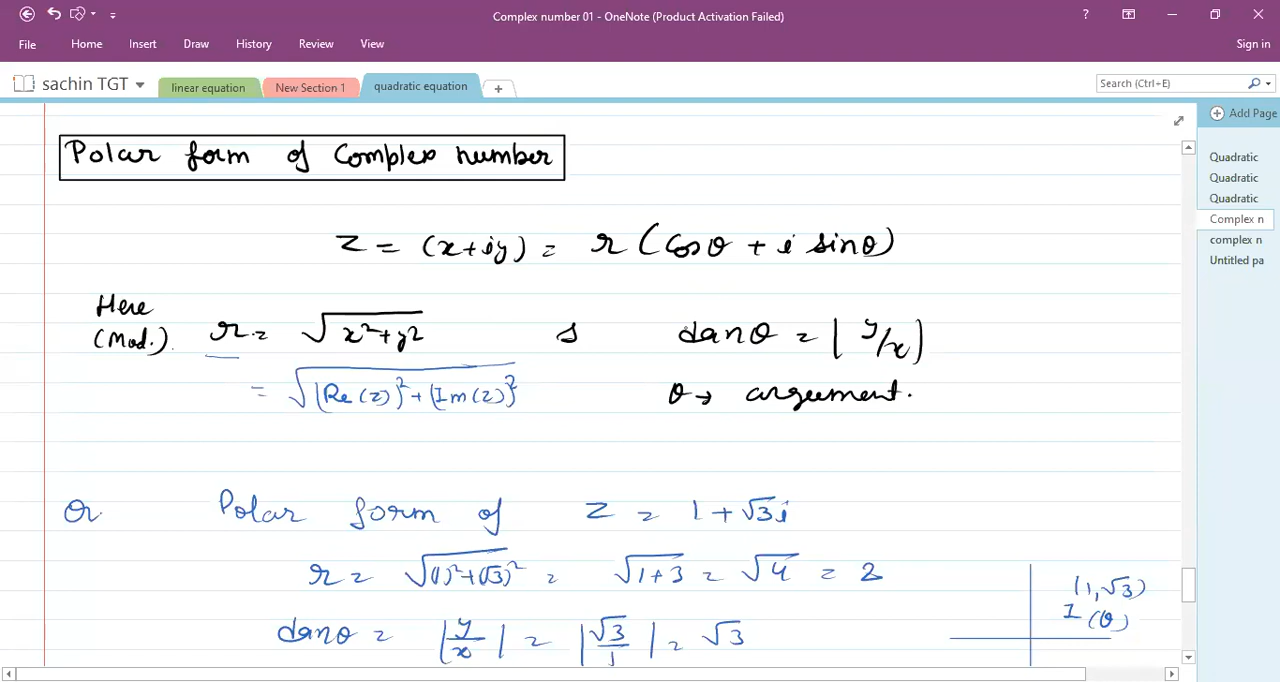 Complex number 01 - OneNote (Product Activation Failed)
?
File Home Insert Draw History Review View Sign in
sachin TGT linear equation New Section 1 quadratic equation + Search (Ctrl+E)
Add Page
Polar form of Complex number
Quadratic
Quadratic
Quadratic
Complex n
complex n
Untitled pa
z = (x+iy) = r (cosθ + i sinθ)
Here
(Mod.) r = √x²+y² & tanθ = |y/x|
= √(Re(z))²+(Im(z))² θ → arguement.
Qr. Polar form of z = 1 + √3i
r = √(1)²+(√3)² = √1+3 = √4 = 2
(1,√3)
I (θ)
tanθ = |y/x| = |√3/1| = √3